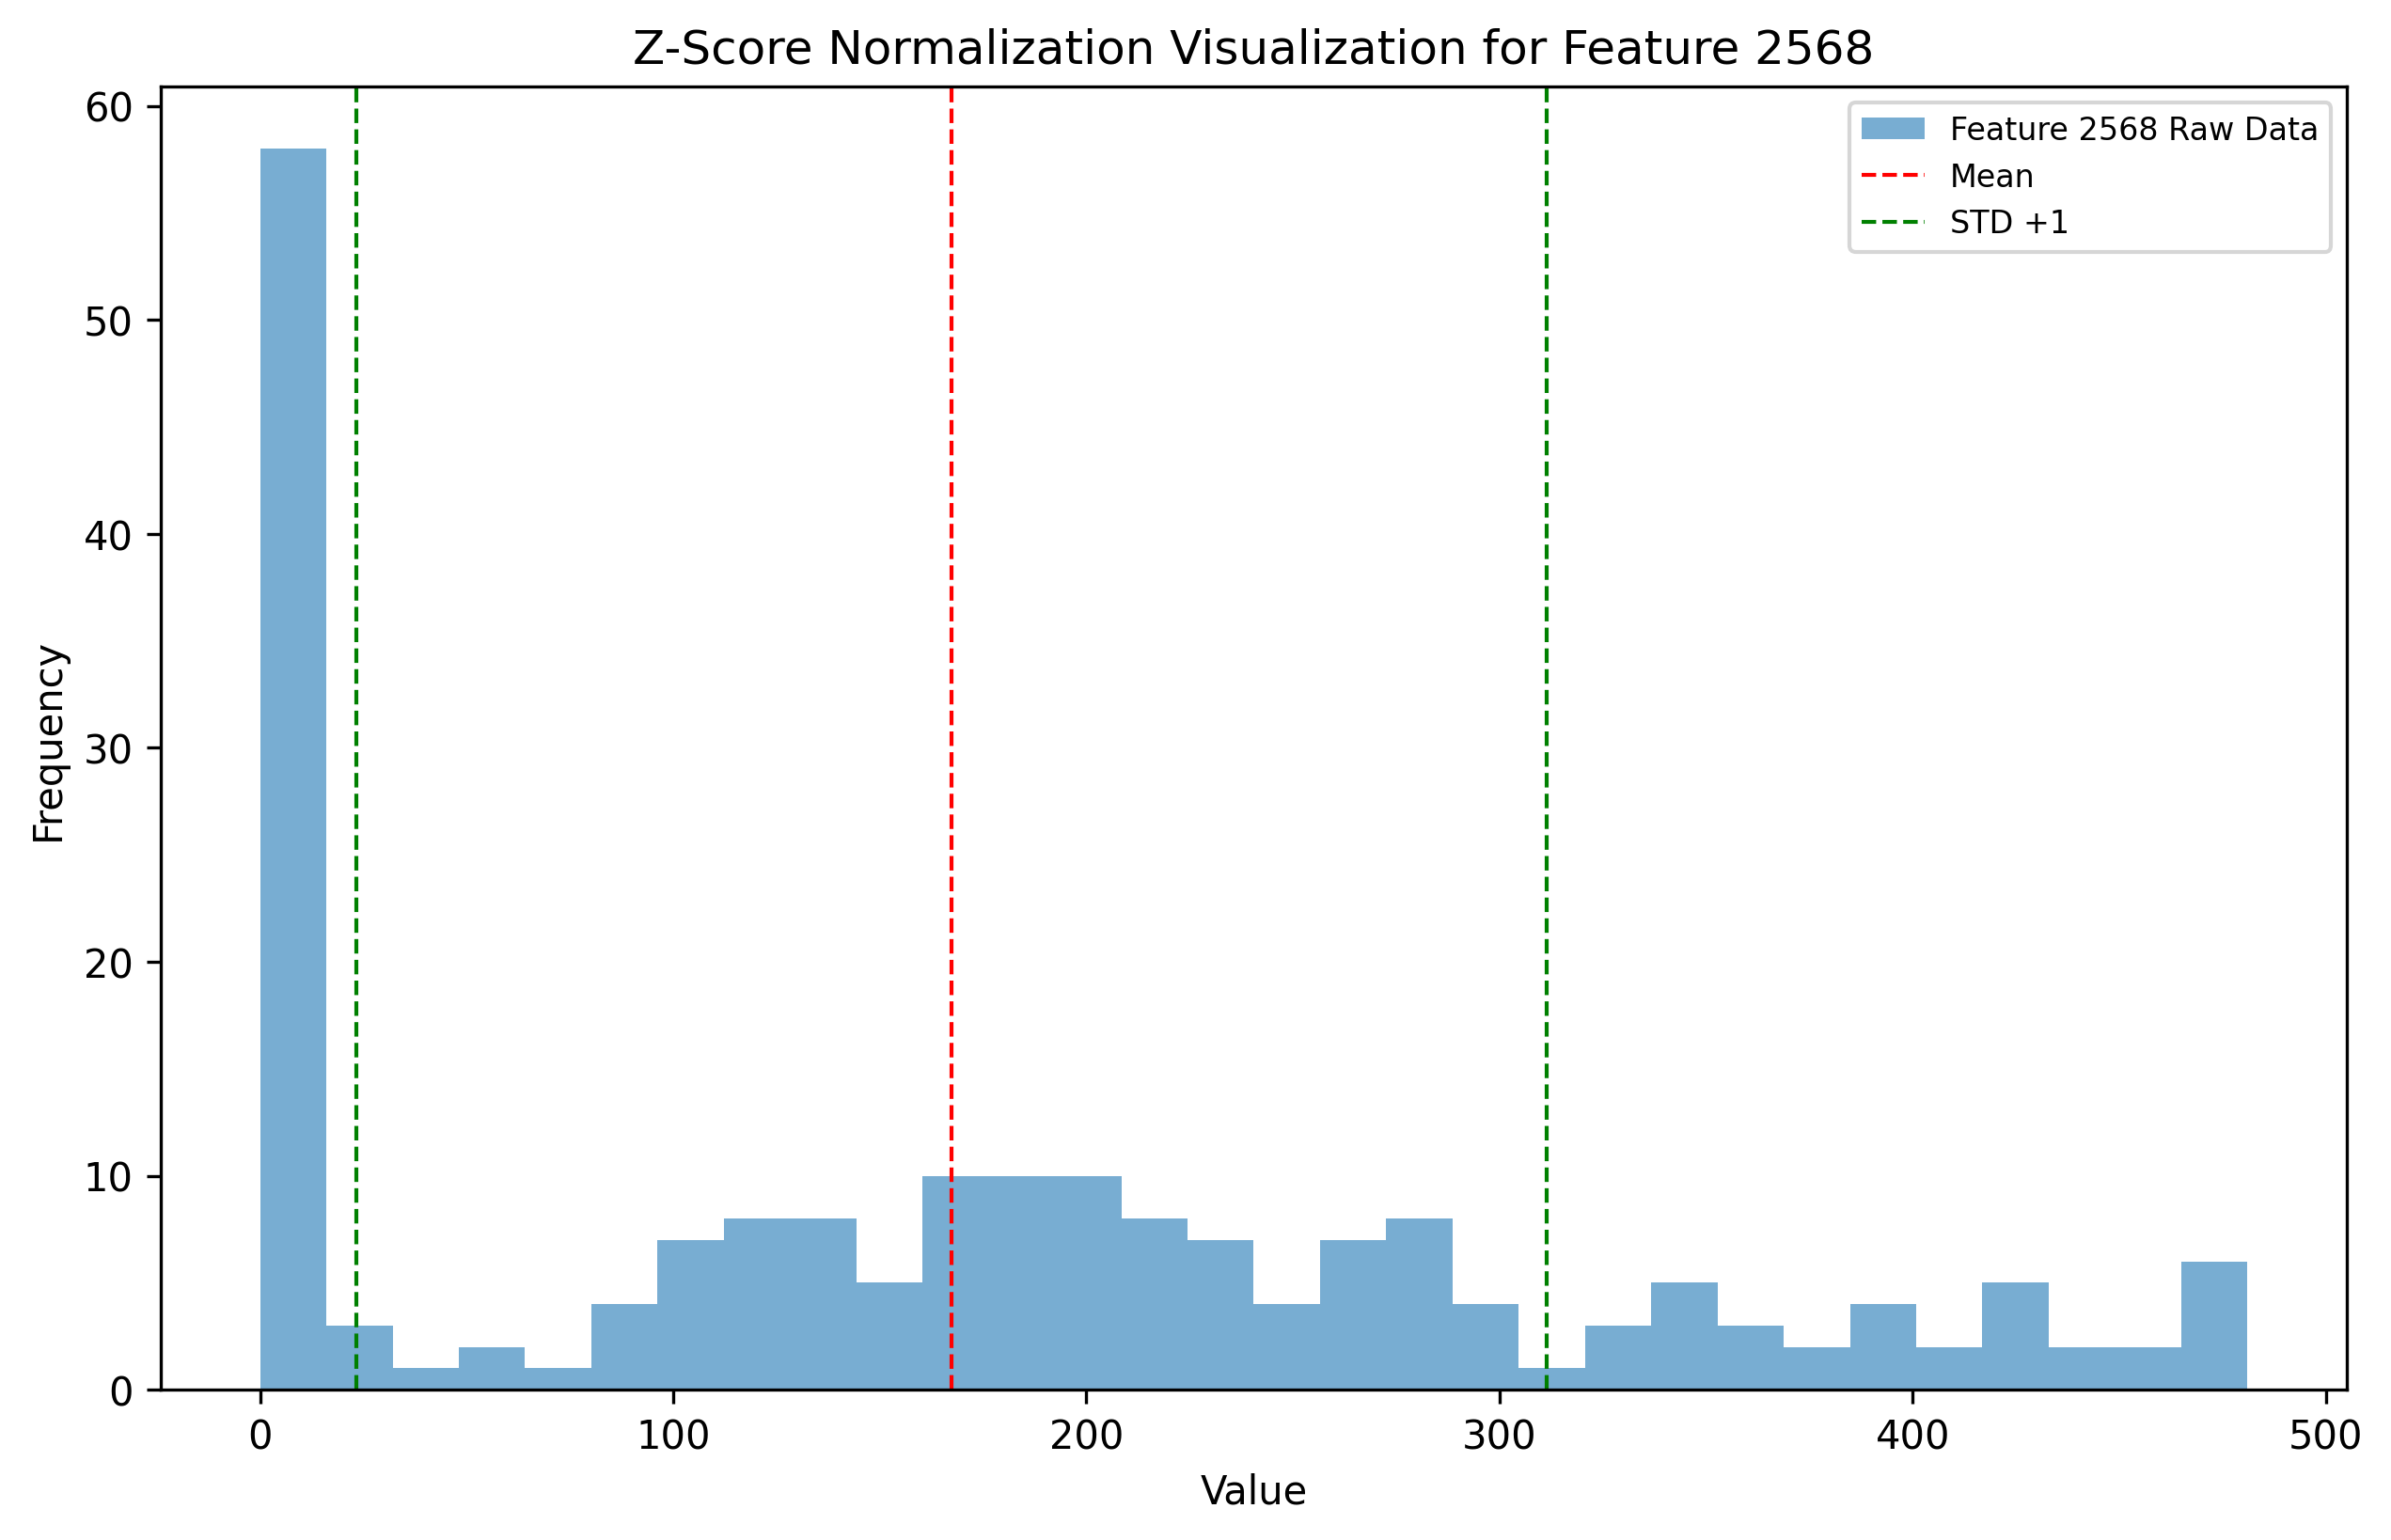 Z-Score Normalization Visualization for Feature 2568
Feature 2568 Raw Data
Mean
STD +1
60
50
40
30
20
10
0
Frequency
0 100 200 300 400 500
Value